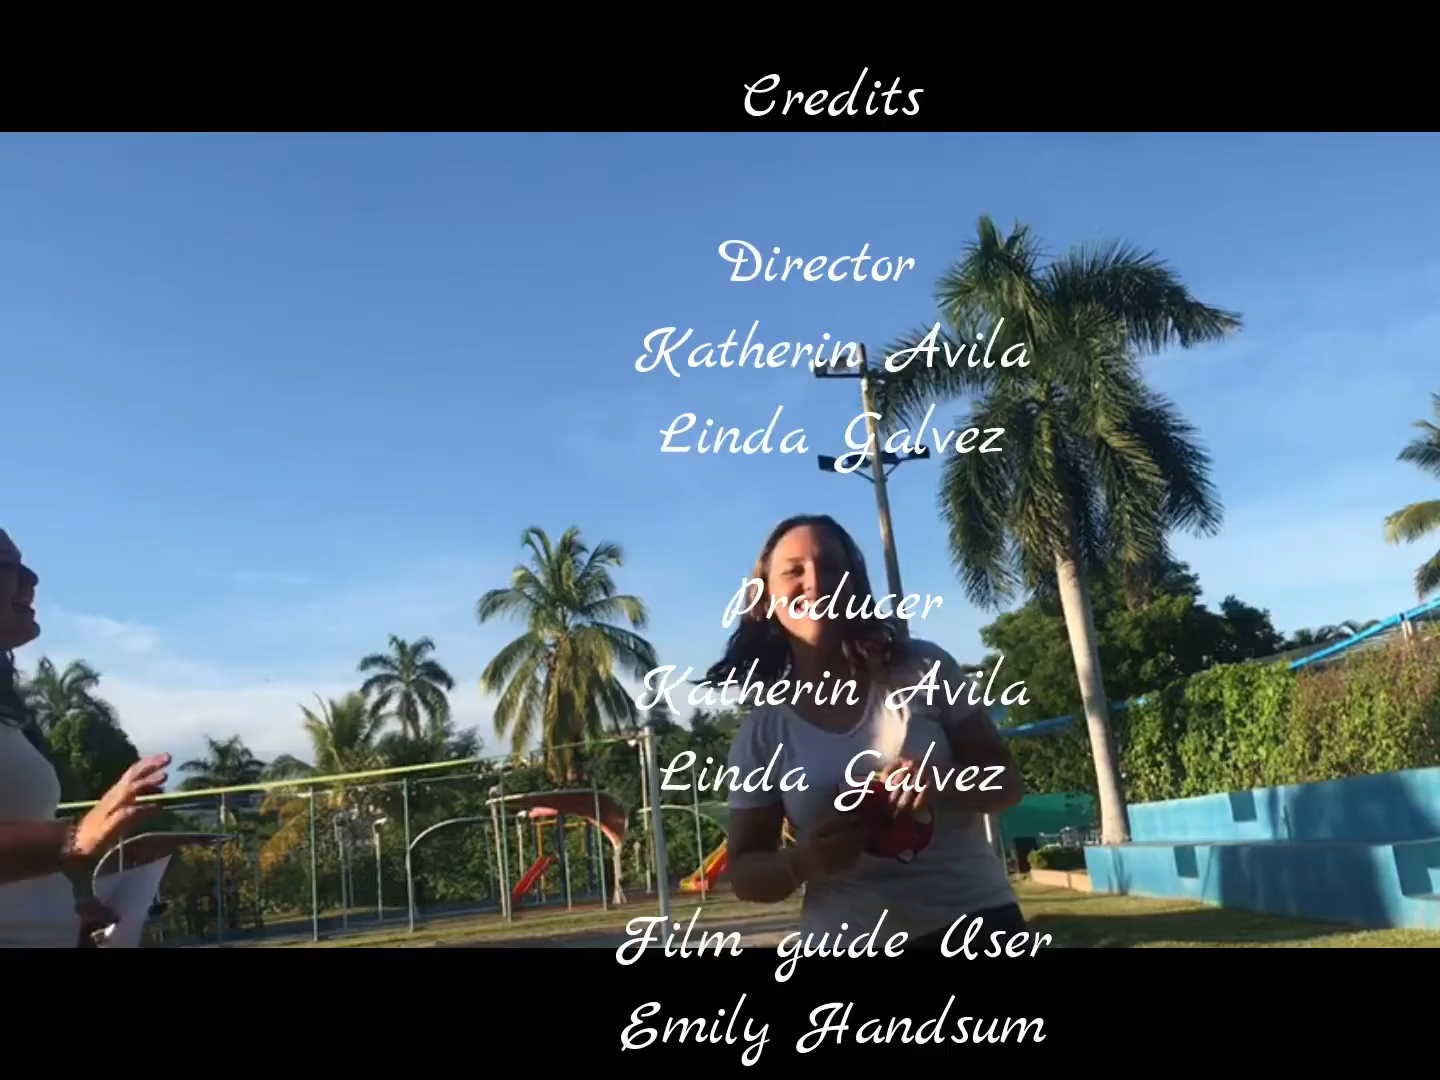 Credits
Director
Katherin Avila
Linda Galvez
Producer
Katherin Avila
Linda Galvez
Film guide User
Emily Handsum